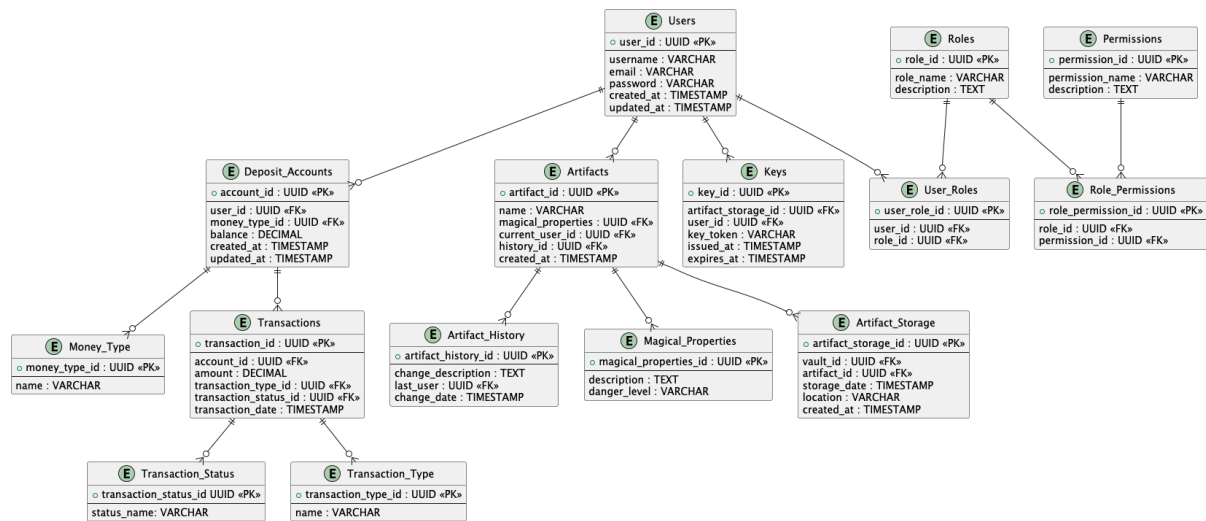 E Users
user_id : UUID «PK»
username : VARCHAR
email : VARCHAR
password : VARCHAR
created_at : TIMESTAMP
updated_at : TIMESTAMP
E Roles
role_id : UUID «PK»
role_name : VARCHAR
description : TEXT
E Permissions
permission_id : UUID «PK»
permission_name : VARCHAR
description : TEXT
E Deposit_Accounts
account_id : UUID «PK»
user_id : UUID «FK»
money_type_id : UUID «FK»
balance : DECIMAL
created_at : TIMESTAMP
updated_at : TIMESTAMP
E Artifacts
artifact_id : UUID «PK»
name : VARCHAR
magical_properties : UUID «FK»
current_user_id : UUID «FK»
history_id : UUID «FK»
created_at : TIMESTAMP
E Keys
key_id : UUID «PK»
artifact_storage_id : UUID «FK»
user_id : UUID «FK»
key_token : VARCHAR
issued_at : TIMESTAMP
expires_at : TIMESTAMP
E User_Roles
user_role_id : UUID «PK»
user_id : UUID «FK»
role_id : UUID «FK»
E Role_Permissions
role_permission_id : UUID «PK»
role_id : UUID «FK»
permission_id : UUID «FK»
E Money_Type
money_type_id : UUID «PK»
name : VARCHAR
E Transactions
transaction_id : UUID «PK»
account_id : UUID «FK»
amount : DECIMAL
transaction_type_id : UUID «FK»
transaction_status_id : UUID «FK»
transaction_date : TIMESTAMP
E Artifact_History
artifact_history_id : UUID «PK»
change_description : TEXT
last_user : UUID «FK»
change_date : TIMESTAMP
E Magical_Properties
magical_properties_id : UUID «PK»
description : TEXT
danger_level : VARCHAR
E Artifact_Storage
artifact_storage_id : UUID «PK»
vault_id : UUID «FK»
artifact_id : UUID «FK»
storage_date : TIMESTAMP
location : VARCHAR
created_at : TIMESTAMP
E Transaction_Status
transaction_status_id UUID «PK»
status_name: VARCHAR
E Transaction_Type
transaction_type_id : UUID «PK»
name : VARCHAR